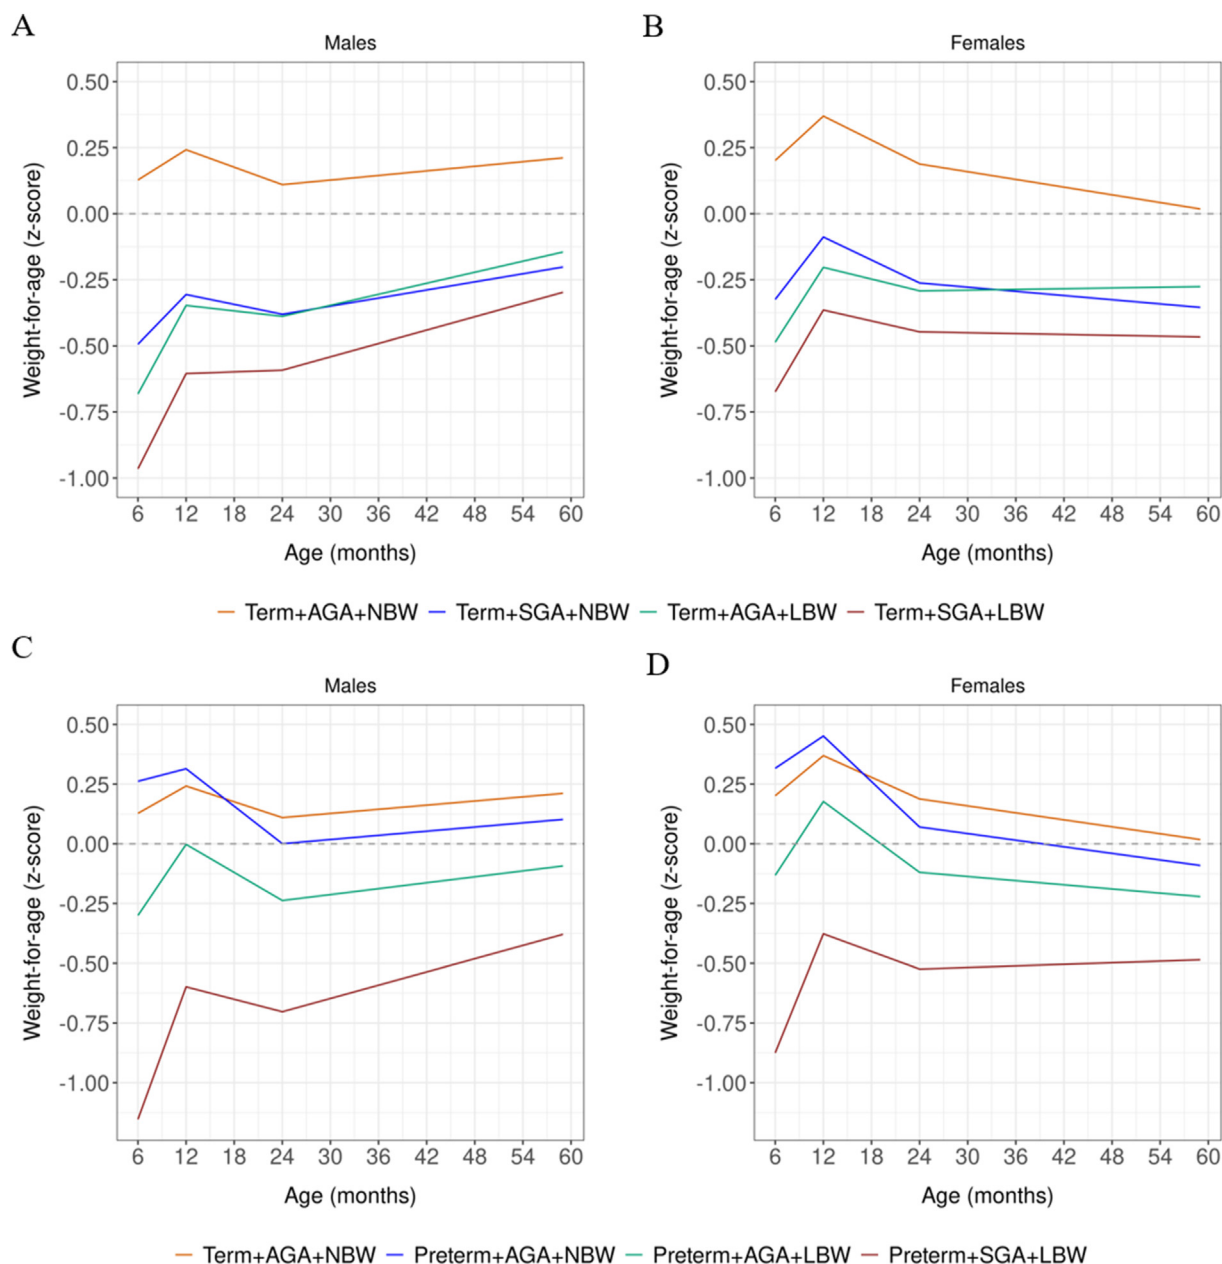 A
Males
Weight-for-age (z-score)
0.50
0.25
0.00
-0.25
-0.50
-0.75
-1.00
6 12 18 24 30 36 42 48 54 60
Age (months)
B
Females
Weight-for-age (z-score)
0.50
0.25
0.00
-0.25
-0.50
-0.75
-1.00
6 12 18 24 30 36 42 48 54 60
Age (months)
Term+AGA+NBW Term+SGA+NBW Term+AGA+LBW Term+SGA+LBW
C
Males
Weight-for-age (z-score)
0.50
0.25
0.00
-0.25
-0.50
-0.75
-1.00
6 12 18 24 30 36 42 48 54 60
Age (months)
D
Females
Weight-for-age (z-score)
0.50
0.25
0.00
-0.25
-0.50
-0.75
-1.00
6 12 18 24 30 36 42 48 54 60
Age (months)
Term+AGA+NBW Preterm+AGA+NBW Preterm+AGA+LBW Preterm+SGA+LBW